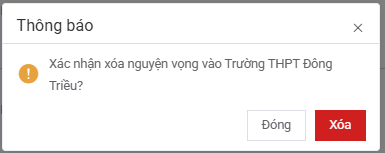 Thông báo
Xác nhận xóa nguyện vọng vào Trường THPT Đông
Triều?
Đóng
Xóa